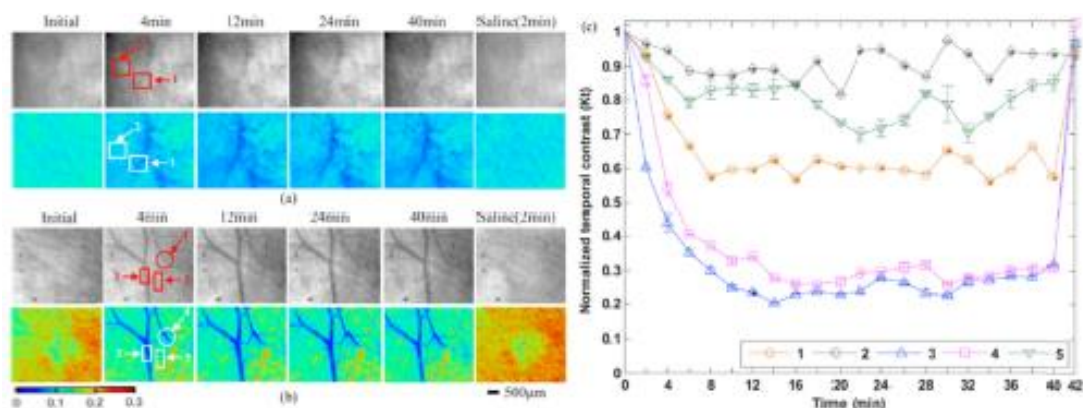 Initial 4min 12min 24min 40min Saline(2min)
1
1
(a)
Initial 4min 12min 24min 40min Saline(2min)
3
(b)
0 0.1 0.2 0.3
500μm
(c)
Normalized temporal contrast (Kt)
1
0.9
0.8
0.7
0.6
0.5
0.4
0.3
0.2
0.1
0
0 2 4 6 8 10 12 14 16 18 20 22 24 26 28 30 32 34 36 38 40 42
Time (min)
1 2 3 4 5